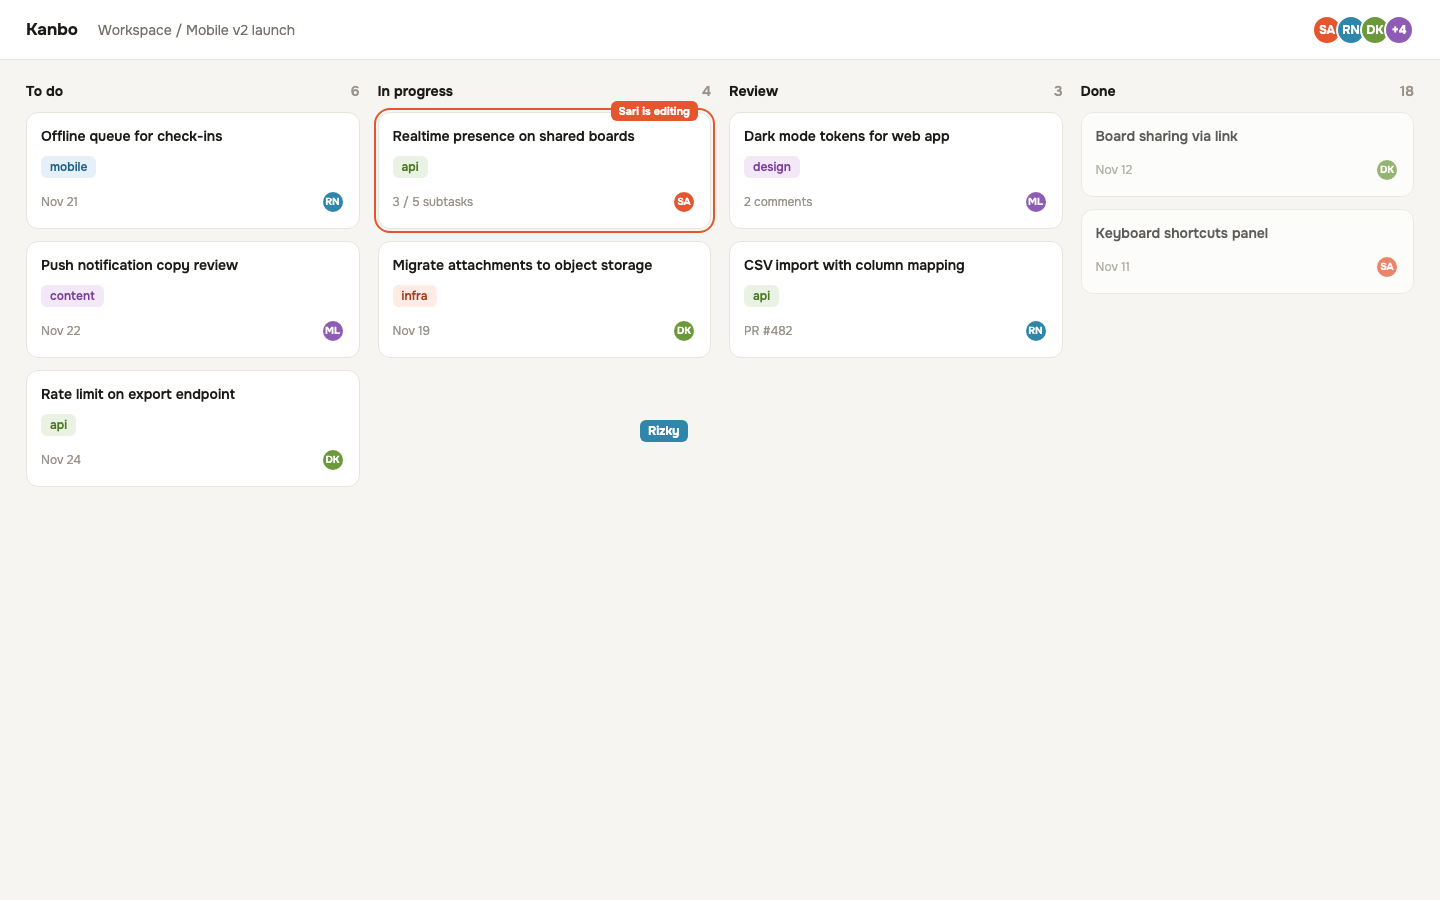 Kanbo
Workspace / Mobile v2 launch
SA RN DK +4
To do 6
Offline queue for check-ins
mobile
Nov 21 RN
Push notification copy review
content
Nov 22 ML
Rate limit on export endpoint
api
Nov 24 DK
In progress 4
Sari is editing
Realtime presence on shared boards
api
3 / 5 subtasks SA
Migrate attachments to object storage
infra
Nov 19 DK
Rizky
Review 3
Dark mode tokens for web app
design
2 comments ML
CSV import with column mapping
api
PR #482 RN
Done 18
Board sharing via link
Nov 12 DK
Keyboard shortcuts panel
Nov 11 SA